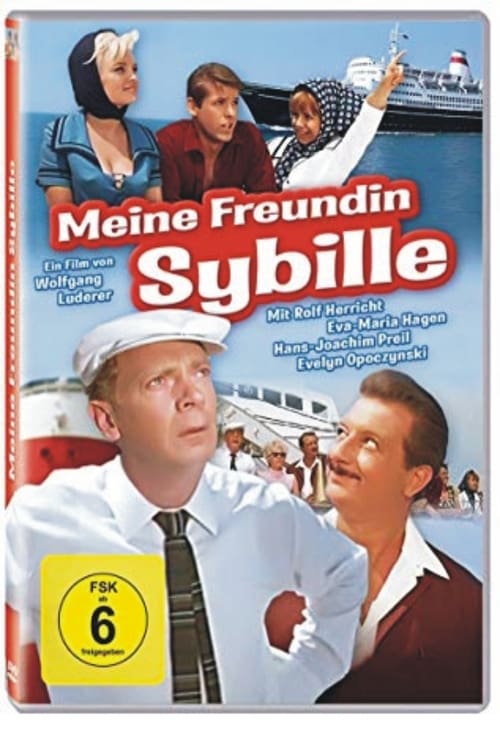 Meine Freundin
Sybille
Ein Film von
Wolfgang
Luderer
Mit Rolf Herricht
Eva-Maria Hagen
Hans-Joachim Preil
Evelyn Opoczynski
Meine Freundin Sybille
FSK
ab
6
freigegeben